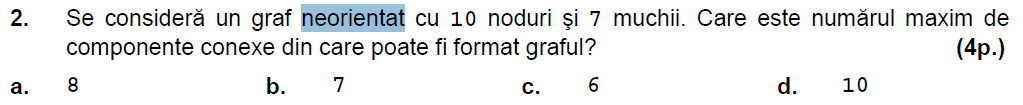 2. Se consideră un graf neorientat cu 10 noduri şi 7 muchii. Care este numărul maxim de
componente conexe din care poate fi format graful? (4p.)
a. 8 b. 7 c. 6 d. 10